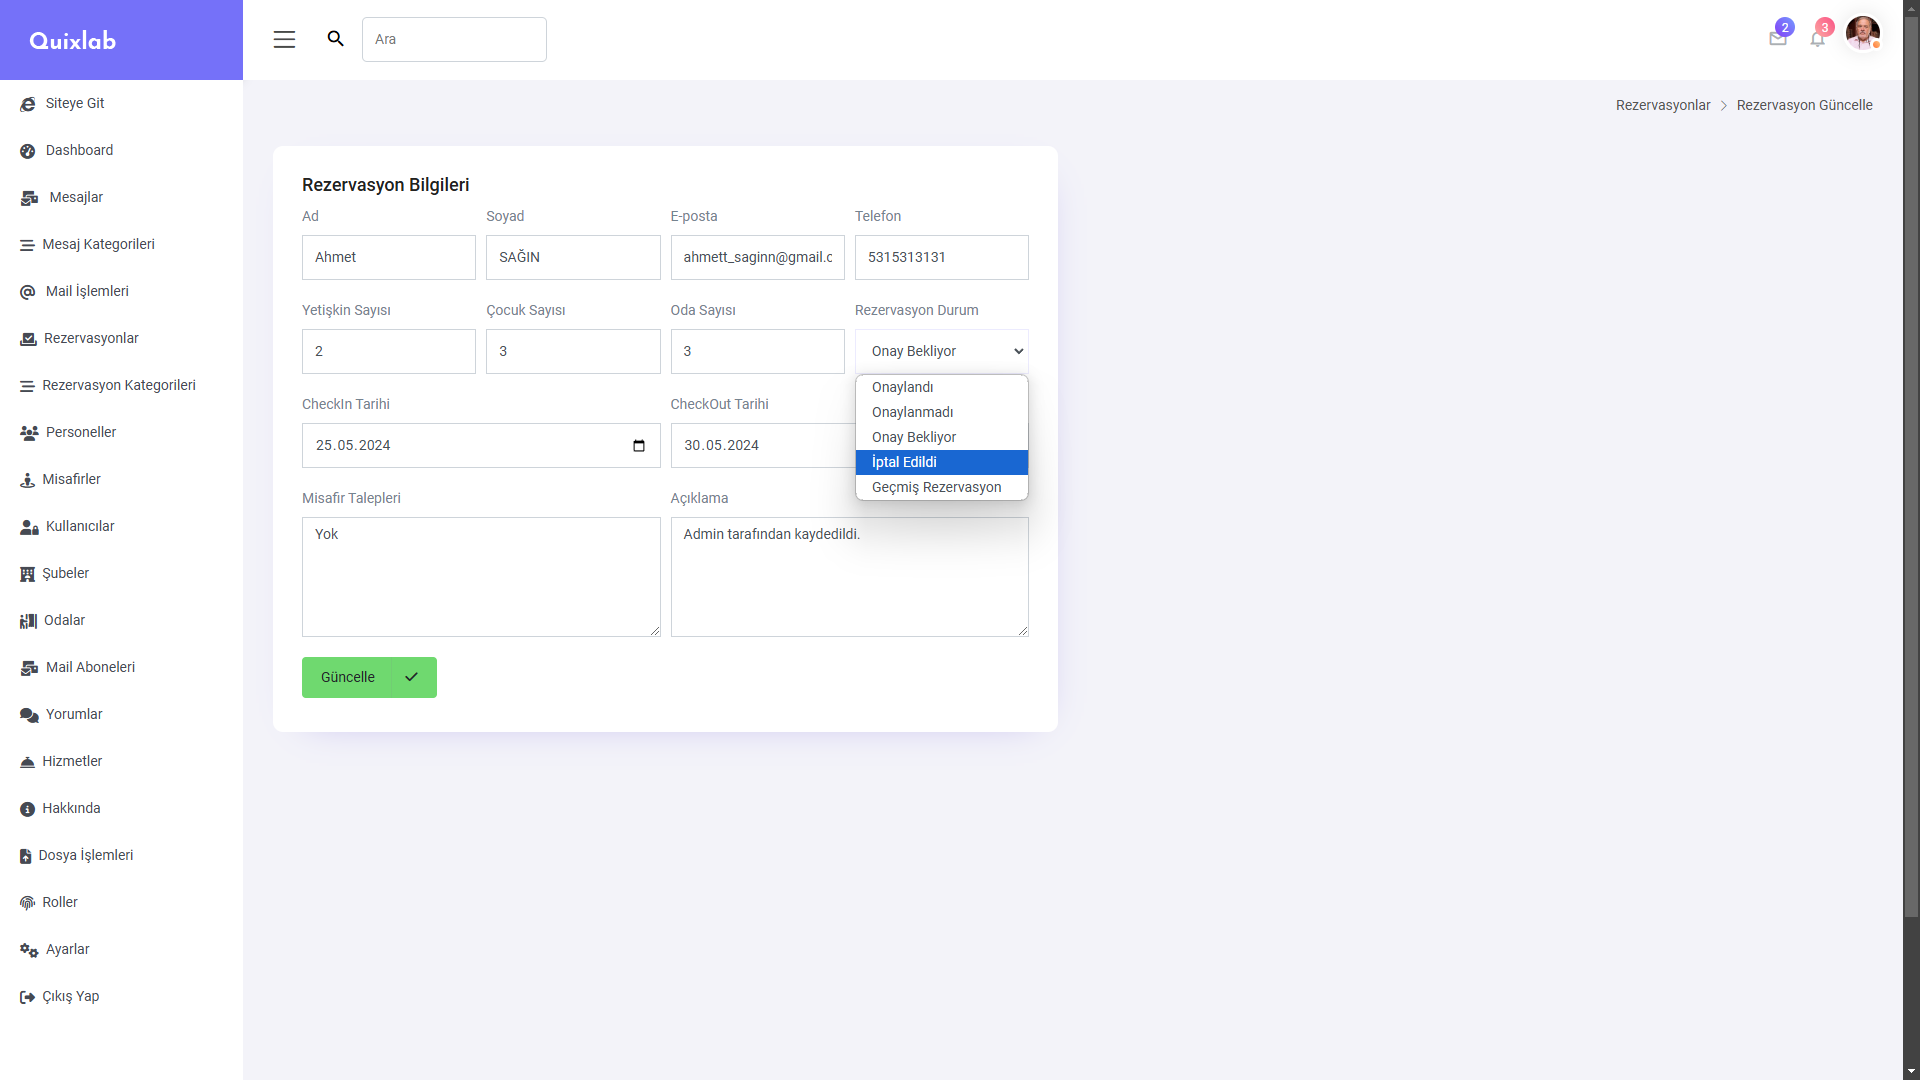 Quixlab
Ara
2
3
Siteye Git
Dashboard
Mesajlar
Mesaj Kategorileri
Mail İşlemleri
Rezervasyonlar
Rezervasyon Kategorileri
Personeller
Misafirler
Kullanıcılar
Şubeler
Odalar
Mail Aboneleri
Yorumlar
Hizmetler
Hakkında
Dosya İşlemleri
Roller
Ayarlar
Çıkış Yap
Rezervasyonlar > Rezervasyon Güncelle
Rezervasyon Bilgileri
Ad Soyad E-posta Telefon
Ahmet SAĞIN ahmett_saginn@gmail.c 5315313131
Yetişkin Sayısı Çocuk Sayısı Oda Sayısı Rezervasyon Durum
2 3 3 Onay Bekliyor
Onaylandı
Onaylanmadı
Onay Bekliyor
İptal Edildi
Geçmiş Rezervasyon
CheckIn Tarihi CheckOut Tarihi
25.05.2024 30.05.2024
Misafir Talepleri Açıklama
Yok Admin tarafından kaydedildi.
Güncelle